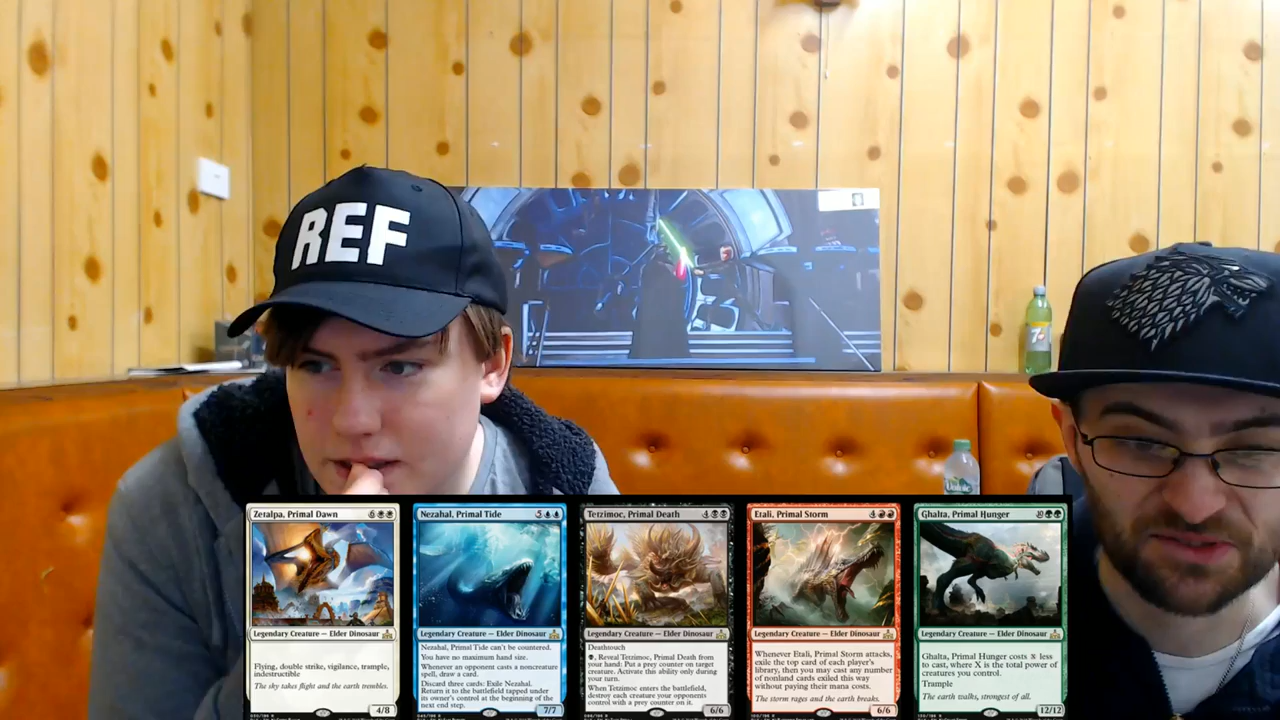 REF
7
Zetalpa, Primal Dawn 6
Legendary Creature — Elder Dinosaur
Flying, double strike, vigilance, trample,
indestructible
The sky takes flight and the earth trembles.
4/8
Nezahal, Primal Tide 5
Legendary Creature — Elder Dinosaur
Nezahal, Primal Tide can't be countered.
You have no maximum hand size.
Whenever an opponent casts a noncreature
spell, draw a card.
Discard three cards: Exile Nezahal.
Return it to the battlefield tapped under
its owner's control at the beginning of the
next end step.
7/7
Tetzimoc, Primal Death 4
Legendary Creature — Elder Dinosaur
Deathtouch
, Reveal Tetzimoc, Primal Death from
your hand: Put a prey counter on target
creature. Activate this ability only during
your turn.
When Tetzimoc enters the battlefield,
destroy each creature your opponents
control with a prey counter on it.
6/6
Etali, Primal Storm 4
Legendary Creature — Elder Dinosaur
Whenever Etali, Primal Storm attacks,
exile the top card of each player's
library, then you may cast any number
of nonland cards exiled this way
without paying their mana costs.
The storm rages and the earth breaks.
6/6
Ghalta, Primal Hunger 10
Legendary Creature — Elder Dinosaur
Ghalta, Primal Hunger costs X less
to cast, where X is the total power of
creatures you control.
Trample
The earth walks, strongest of all.
12/12